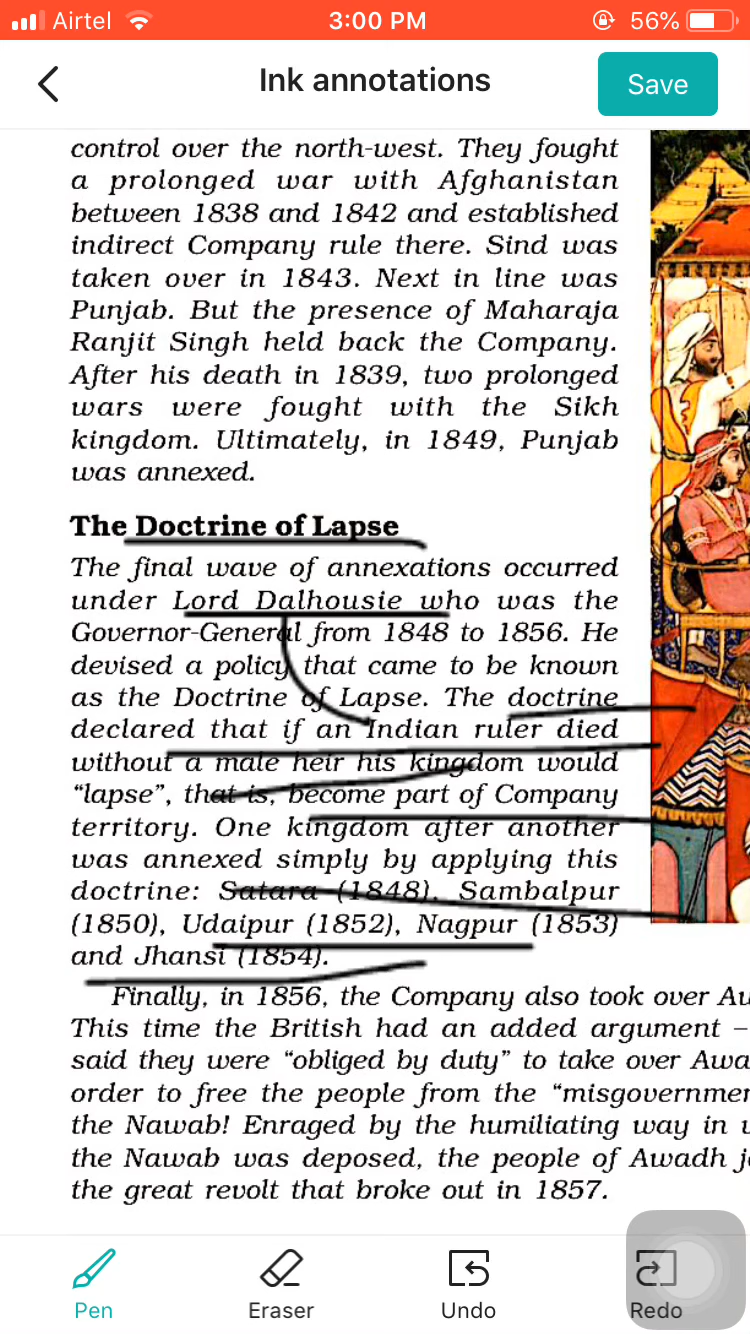 Airtel 3:00 PM 56%
Ink annotations Save
control over the north-west. They fought
a prolonged war with Afghanistan
between 1838 and 1842 and established
indirect Company rule there. Sind was
taken over in 1843. Next in line was
Punjab. But the presence of Maharaja
Ranjit Singh held back the Company.
After his death in 1839, two prolonged
wars were fought with the Sikh
kingdom. Ultimately, in 1849, Punjab
was annexed.
The Doctrine of Lapse
The final wave of annexations occurred
under Lord Dalhousie who was the
Governor-General from 1848 to 1856. He
devised a policy that came to be known
as the Doctrine of Lapse. The doctrine
declared that if an Indian ruler died
without a male heir his kingdom would
“lapse”, that is, become part of Company
territory. One kingdom after another
was annexed simply by applying this
doctrine: Satara (1848), Sambalpur
(1850), Udaipur (1852), Nagpur (1853)
and Jhansi (1854).
Finally, in 1856, the Company also took over
This time the British had an added argument –
said they were “obliged by duty” to take over
order to free the people from the
the Nawab! Enraged by the humiliating way in
the Nawab was deposed, the people of Awadh
the great revolt that broke out in 1857.
Pen Eraser Undo Redo